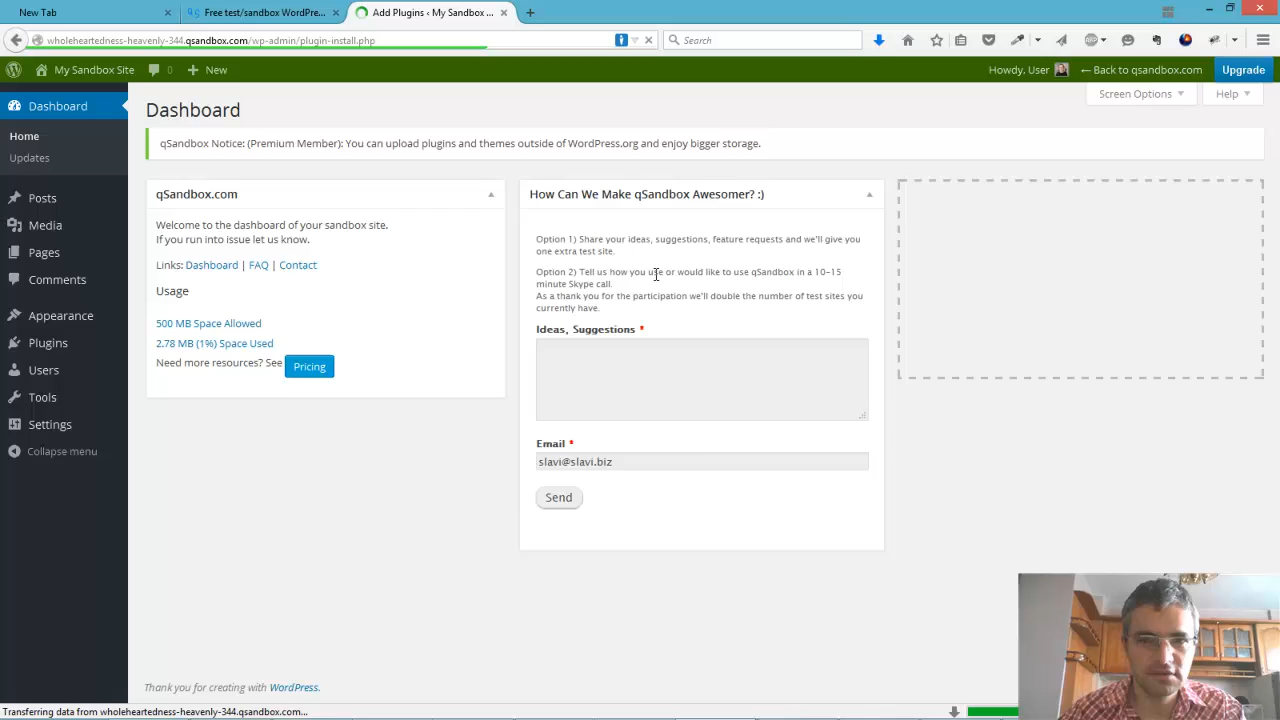 New Tab
Free test/sandbox WordPre...
Add Plugins ‹ My Sandbox ...
wholeheartedness-heavenly-344.qsandbox.com/wp-admin/plugin-install.php
Search
My Sandbox Site
0
New
Howdy, User
← Back to qsandbox.com
Upgrade
Dashboard
Home
Updates
Posts
Media
Pages
Comments
Appearance
Plugins
Users
Tools
Settings
Collapse menu
Screen Options
Help
Dashboard
qSandbox Notice: (Premium Member): You can upload plugins and themes outside of WordPress.org and enjoy bigger storage.
qSandbox.com
Welcome to the dashboard of your sandbox site.
If you run into issue let us know.
Links: Dashboard | FAQ | Contact
Usage
500 MB Space Allowed
2.78 MB (1%) Space Used
Need more resources? See Pricing
How Can We Make qSandbox Awesomer? :)
Option 1) Share your ideas, suggestions, feature requests and we'll give you
one extra test site.
Option 2) Tell us how you use or would like to use qSandbox in a 10-15
minute Skype call.
As a thank you for the participation we'll double the number of test sites you
currently have.
Ideas, Suggestions *
Email *
slavi@slavi.biz
Send
Thank you for creating with WordPress.
Transferring data from wholeheartedness-heavenly-344.qsandbox.com...